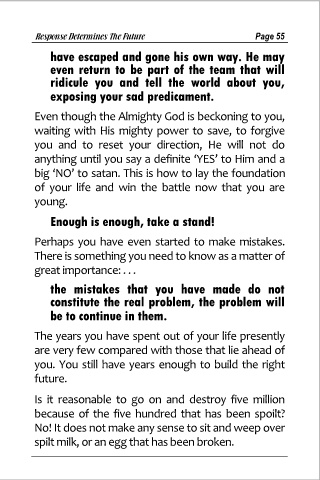 Response Determines The Future Page 55
have escaped and gone his own way. He may
even return to be part of the team that will
ridicule you and tell the world about you,
exposing your sad predicament.
Even though the Almighty God is beckoning to you,
waiting with His mighty power to save, to forgive
you and to reset your direction, He will not do
anything until you say a definite ‘YES’ to Him and a
big ‘NO’ to satan. This is how to lay the foundation
of your life and win the battle now that you are
young.
Enough is enough, take a stand!
Perhaps you have even started to make mistakes.
There is something you need to know as a matter of
great importance: . . .
the mistakes that you have made do not
constitute the real problem, the problem will
be to continue in them.
The years you have spent out of your life presently
are very few compared with those that lie ahead of
you. You still have years enough to build the right
future.
Is it reasonable to go on and destroy five million
because of the five hundred that has been spoilt?
No! It does not make any sense to sit and weep over
spilt milk, or an egg that has been broken.